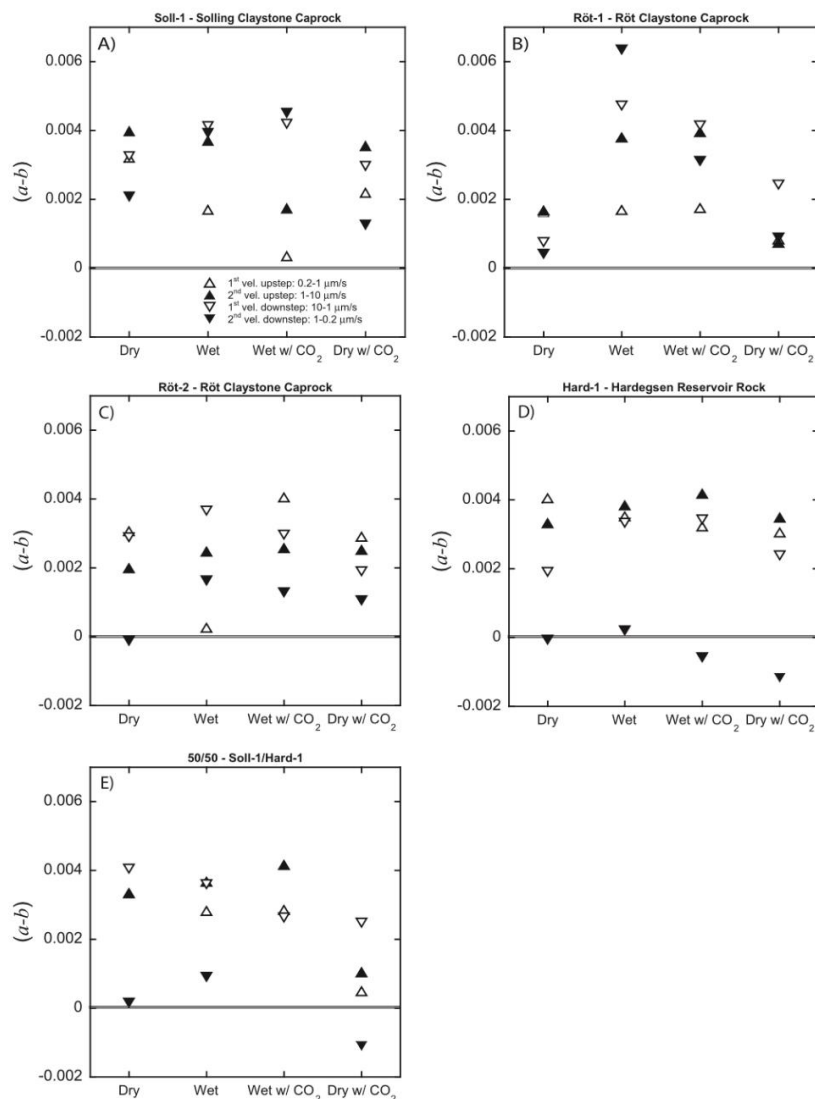 Soll-1 - Solling Claystone Caprock
A)
0.006
0.004
0.002
0
-0.002
(a-b)
1st vel. upstep: 0.2-1 μm/s
2nd vel. upstep: 1-10 μm/s
1st vel. downstep: 10-1 μm/s
2nd vel. downstep: 1-0.2 μm/s
Dry Wet Wet w/ CO2 Dry w/ CO2
Röt-1 - Röt Claystone Caprock
B)
0.006
0.004
0.002
0
-0.002
(a-b)
Dry Wet Wet w/ CO2 Dry w/ CO2
Röt-2 - Röt Claystone Caprock
C)
0.006
0.004
0.002
0
-0.002
(a-b)
Dry Wet Wet w/ CO2 Dry w/ CO2
Hard-1 - Hardegsen Reservoir Rock
D)
0.006
0.004
0.002
0
-0.002
(a-b)
Dry Wet Wet w/ CO2 Dry w/ CO2
50/50 - Soll-1/Hard-1
E)
0.006
0.004
0.002
0
-0.002
(a-b)
Dry Wet Wet w/ CO2 Dry w/ CO2